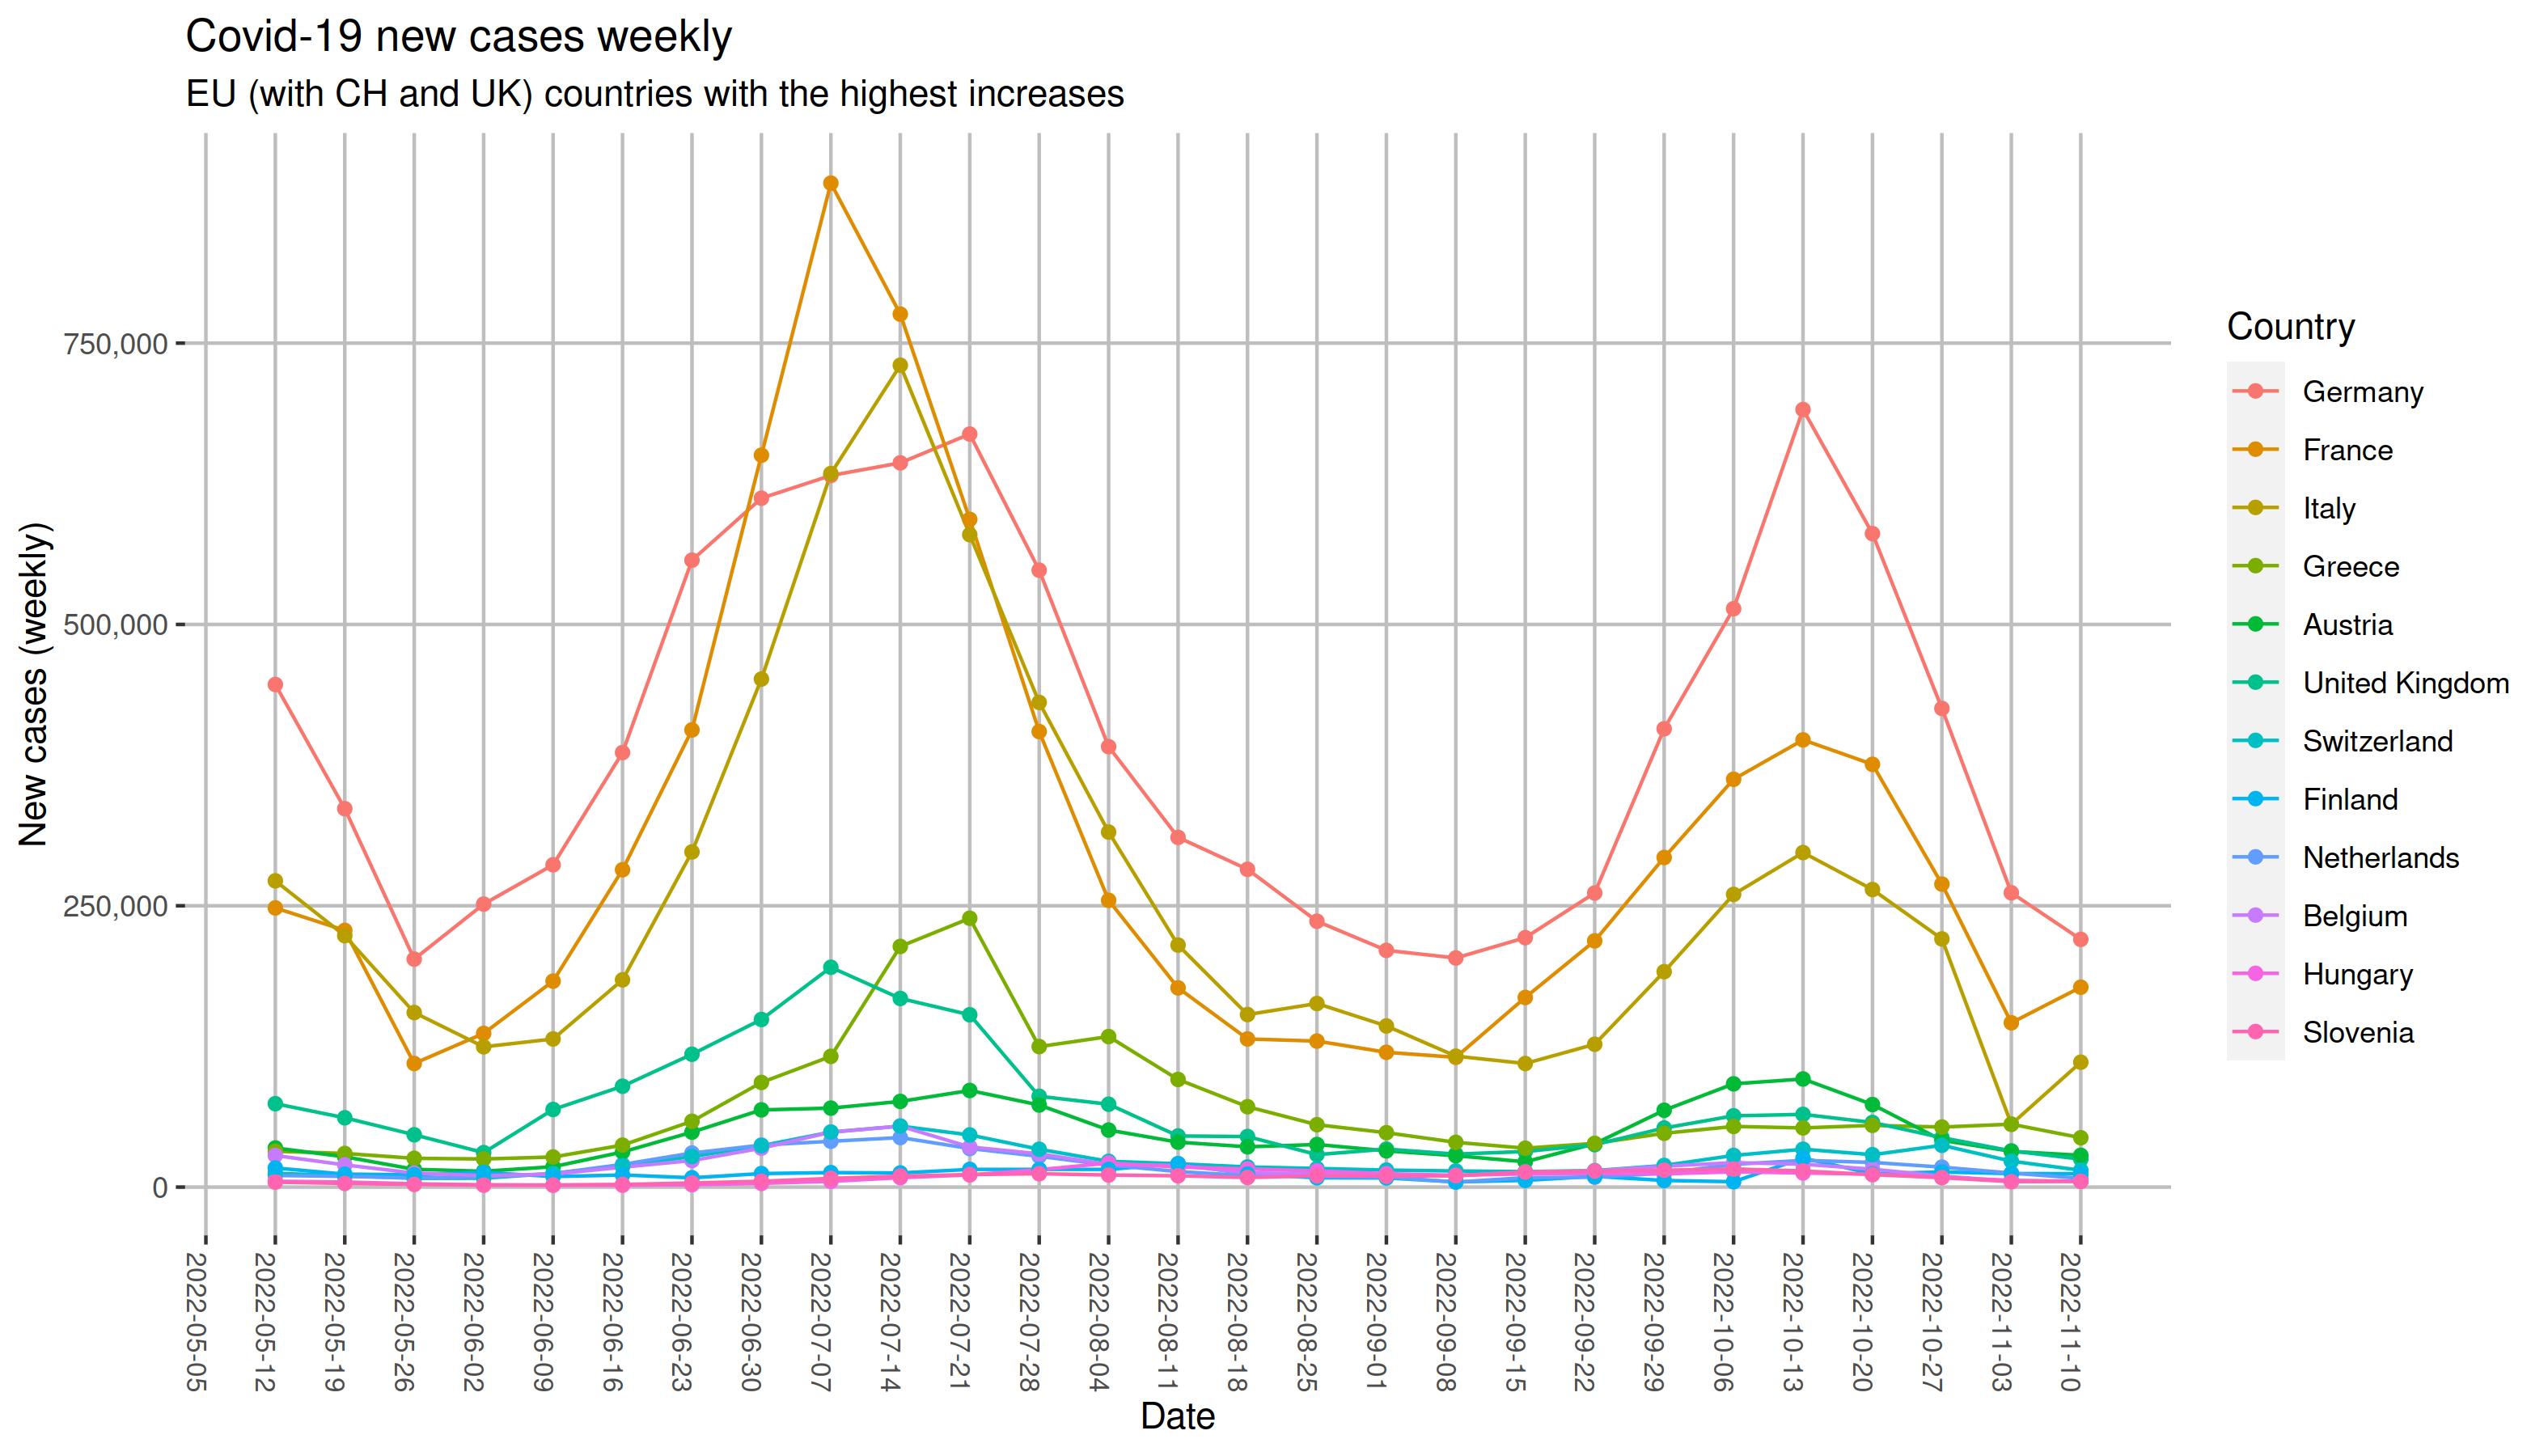 Covid-19 new cases weekly
EU (with CH and UK) countries with the highest increases
New cases (weekly)
750,000
500,000
250,000
0
2022-05-05
2022-05-12
2022-05-19
2022-05-26
2022-06-02
2022-06-09
2022-06-16
2022-06-23
2022-06-30
2022-07-07
2022-07-14
2022-07-21
2022-07-28
2022-08-04
2022-08-11
2022-08-18
2022-08-25
2022-09-01
2022-09-08
2022-09-15
2022-09-22
2022-09-29
2022-10-06
2022-10-13
2022-10-20
2022-10-27
2022-11-03
2022-11-10
Date
Country
Germany
France
Italy
Greece
Austria
United Kingdom
Switzerland
Finland
Netherlands
Belgium
Hungary
Slovenia